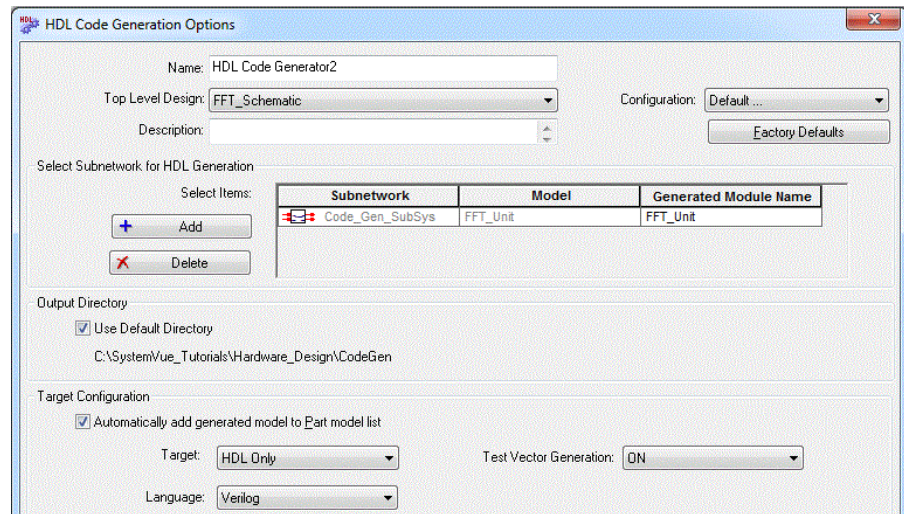 HDL Code Generation Options
Name: HDL Code Generator2
Top Level Design: FFT_Schematic Configuration: Default ...
Description: Factory Defaults
Select Subnetwork for HDL Generation
Select Items: Subnetwork Model Generated Module Name
Code_Gen_SubSys FFT_Unit FFT_Unit
Add
Delete
Output Directory
Use Default Directory
C:\SystemVue_Tutorials\Hardware_Design\CodeGen
Target Configuration
Automatically add generated model to Part model list
Target: HDL Only Test Vector Generation: ON
Language: Verilog